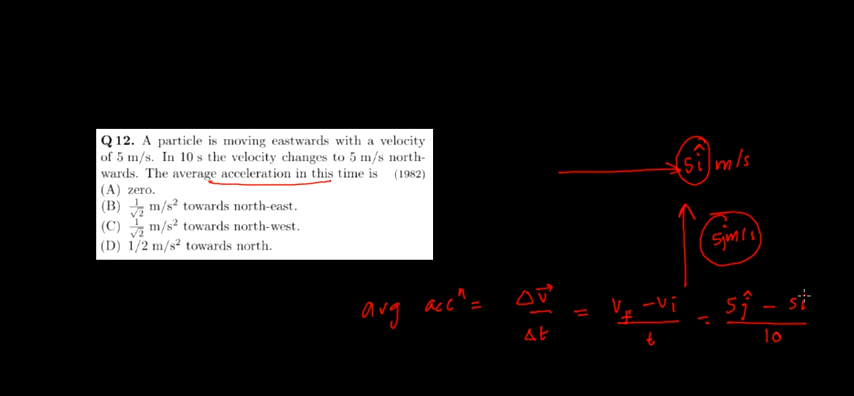 Q 12. A particle is moving eastwards with a velocity
of 5 m/s. In 10 s the velocity changes to 5 m/s north-
wards. The average acceleration in this time is (1982)
(A) zero.
(B) 1/√2 m/s² towards north-east.
(C) 1/√2 m/s² towards north-west.
(D) 1/2 m/s² towards north.
5î m/s
5ĵ m/s
avg accⁿ = Δv⃗/Δt = (v_f − v_i)/t = (5ĵ − 5î)/10